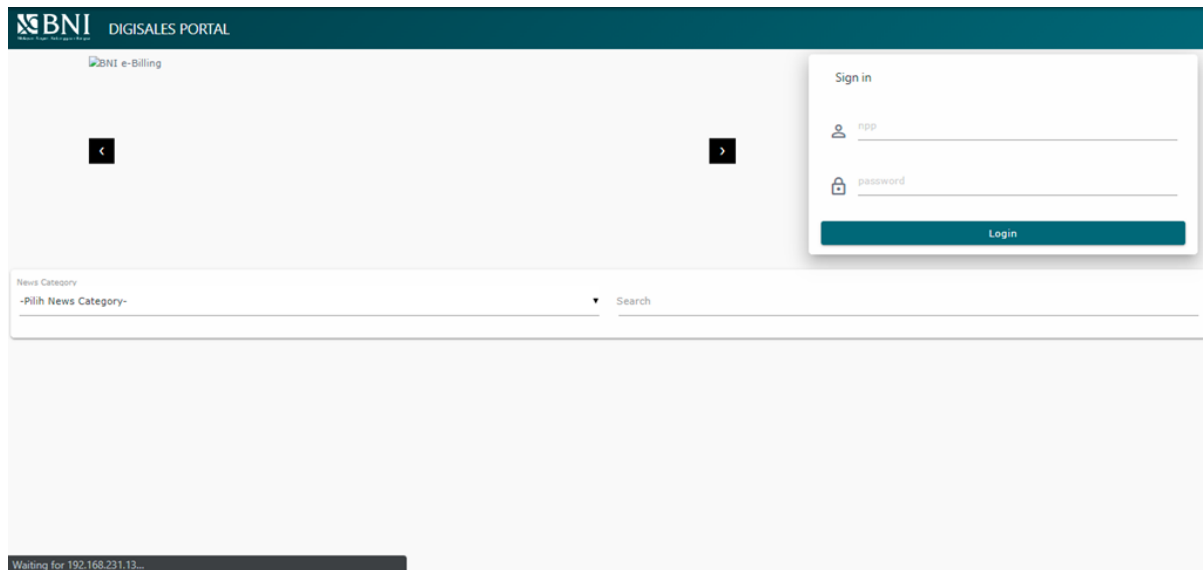 BNI DIGISALES PORTAL
BNI e-Billing
Sign in
npp
password
Login
News Category
-Pilih News Category-
Search
Waiting for 192.168.231.13...